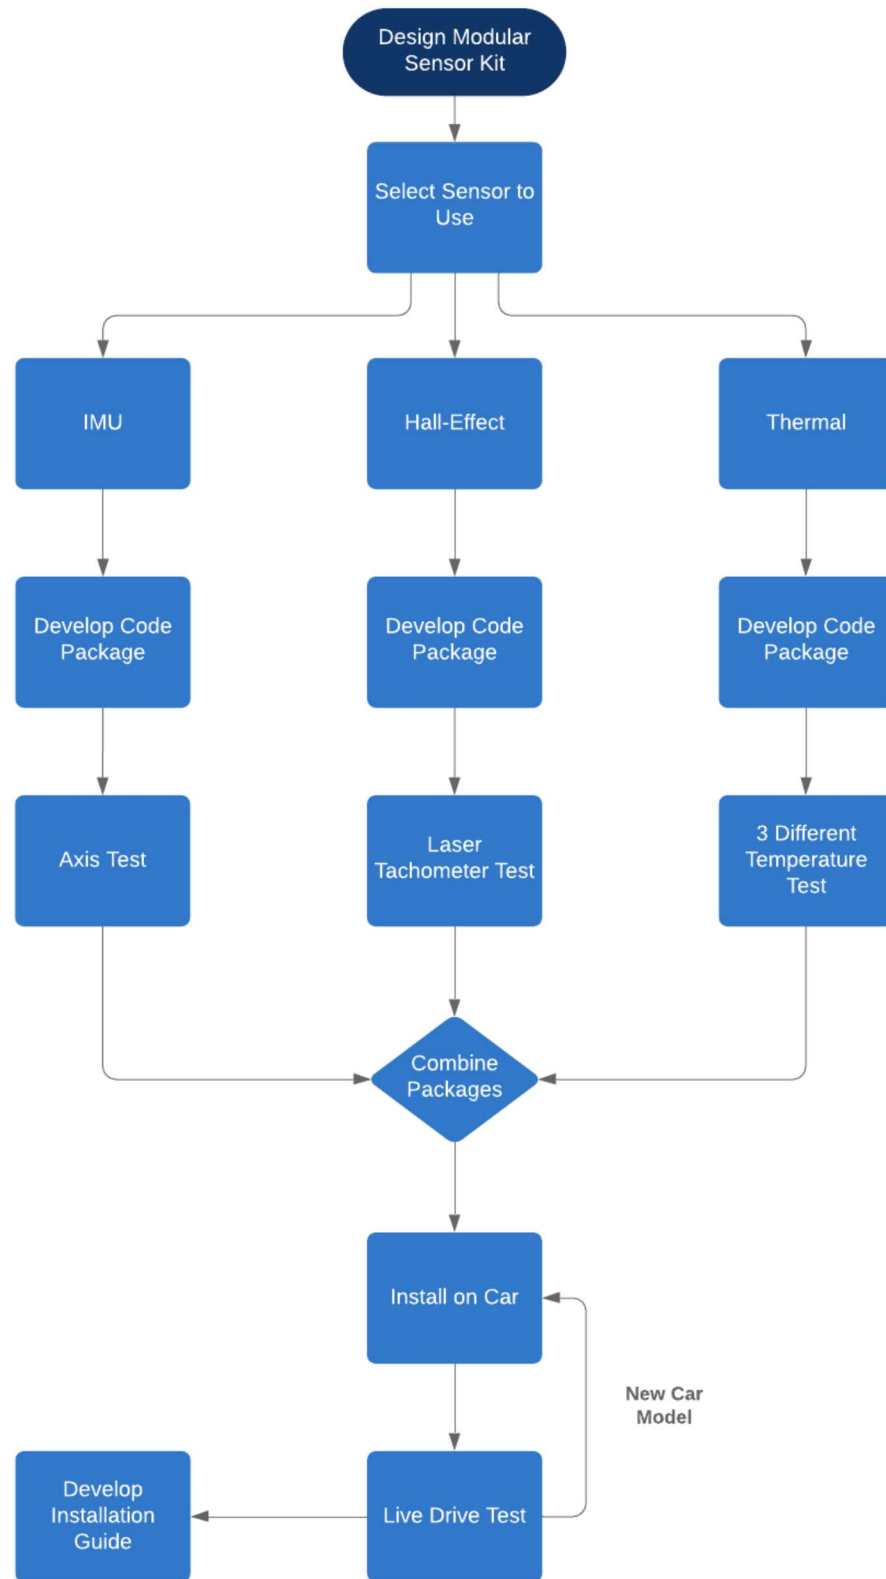 Design Modular
Sensor Kit
Select Sensor to
Use
IMU
Hall-Effect
Thermal
Develop Code
Package
Develop Code
Package
Develop Code
Package
Axis Test
Laser
Tachometer Test
3 Different
Temperature
Test
Combine
Packages
Install on Car
New Car
Model
Develop
Installation
Guide
Live Drive Test